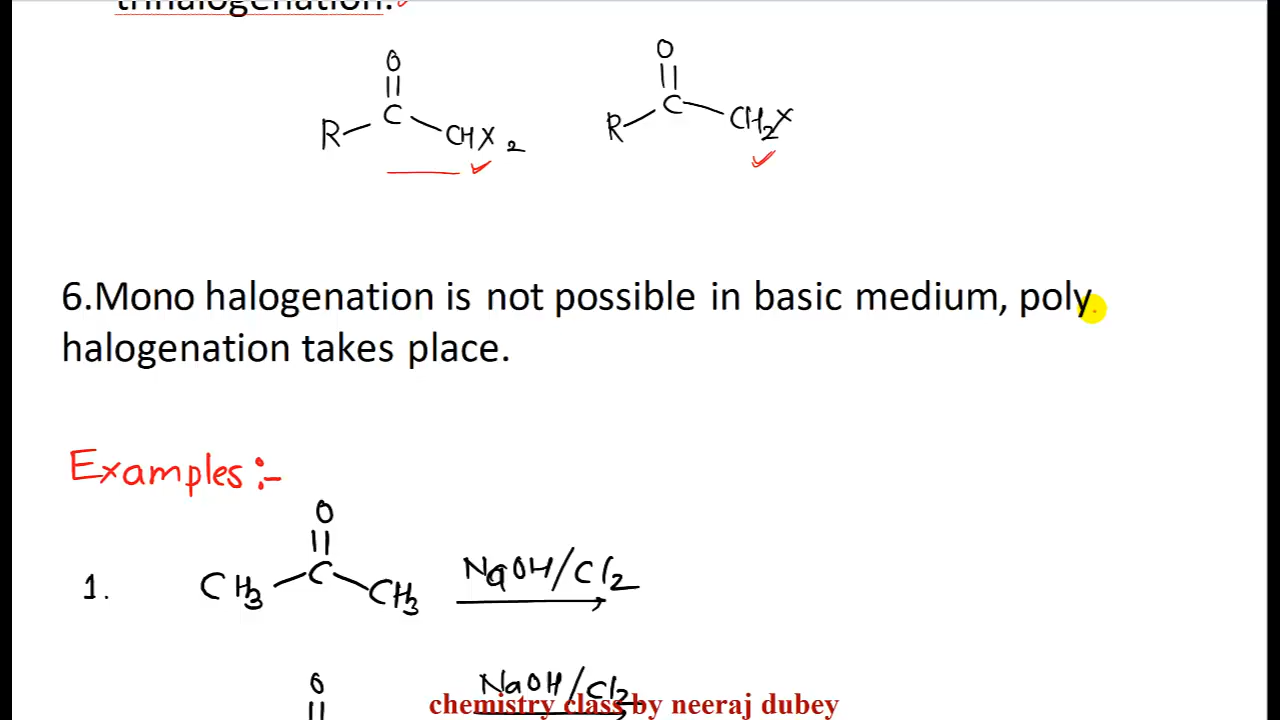 trihalogenation.
O O
|| ||
R C CHX2 R C CH2X
6.Mono halogenation is not possible in basic medium, poly
halogenation takes place.
Examples :-
O
||
1. CH3 C CH3 NaOH/Cl2
O NaOH/Cl2
||
chemistry class by neeraj dubey